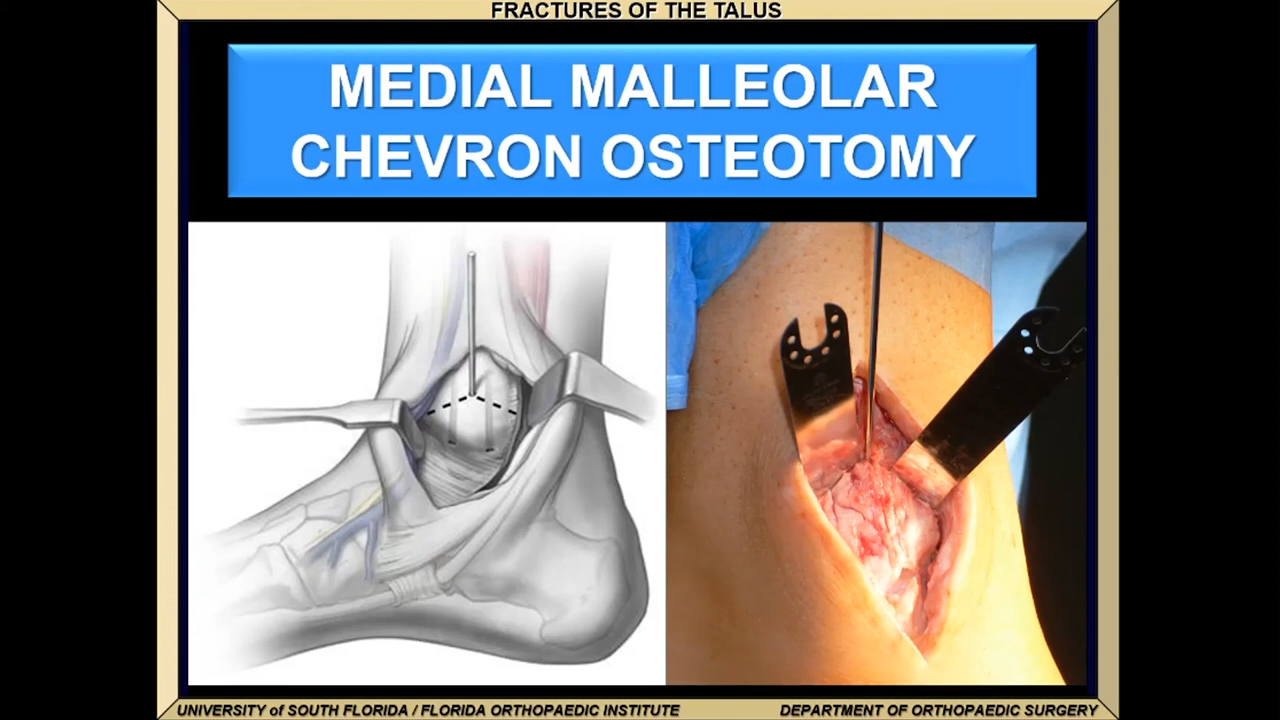 FRACTURES OF THE TALUS
MEDIAL MALLEOLAR
CHEVRON OSTEOTOMY
UNIVERSITY of SOUTH FLORIDA / FLORIDA ORTHOPAEDIC INSTITUTE
DEPARTMENT OF ORTHOPAEDIC SURGERY